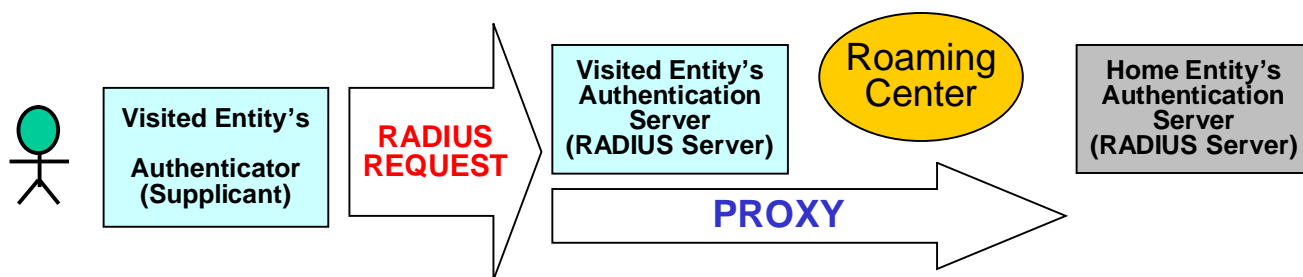 Visited Entity's
Authenticator
(Supplicant)
RADIUS
REQUEST
Visited Entity's
Authentication
Server
(RADIUS Server)
Roaming
Center
PROXY
Home Entity's
Authentication
Server
(RADIUS Server)